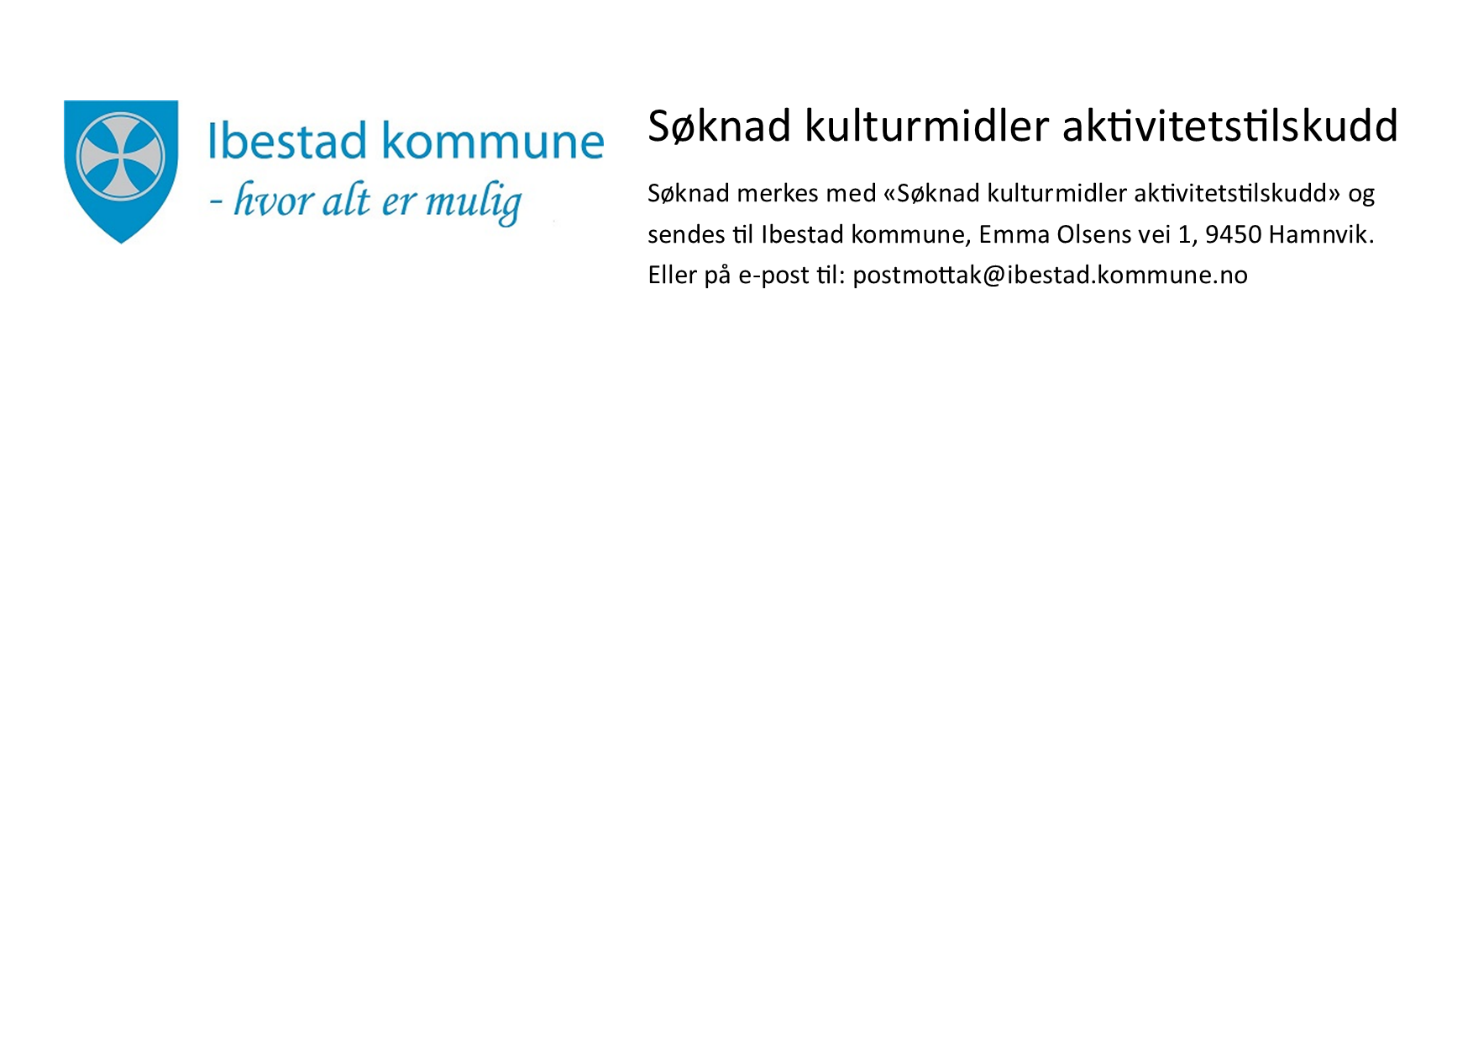 Ibestad kommune
- hvor alt er mulig
Søknad kulturmidler aktivitetstilskudd
Søknad merkes med «Søknad kulturmidler aktivitetstilskudd» og
sendes til Ibestad kommune, Emma Olsens vei 1, 9450 Hamnvik.
Eller på e-post til: postmottak@ibestad.kommune.no